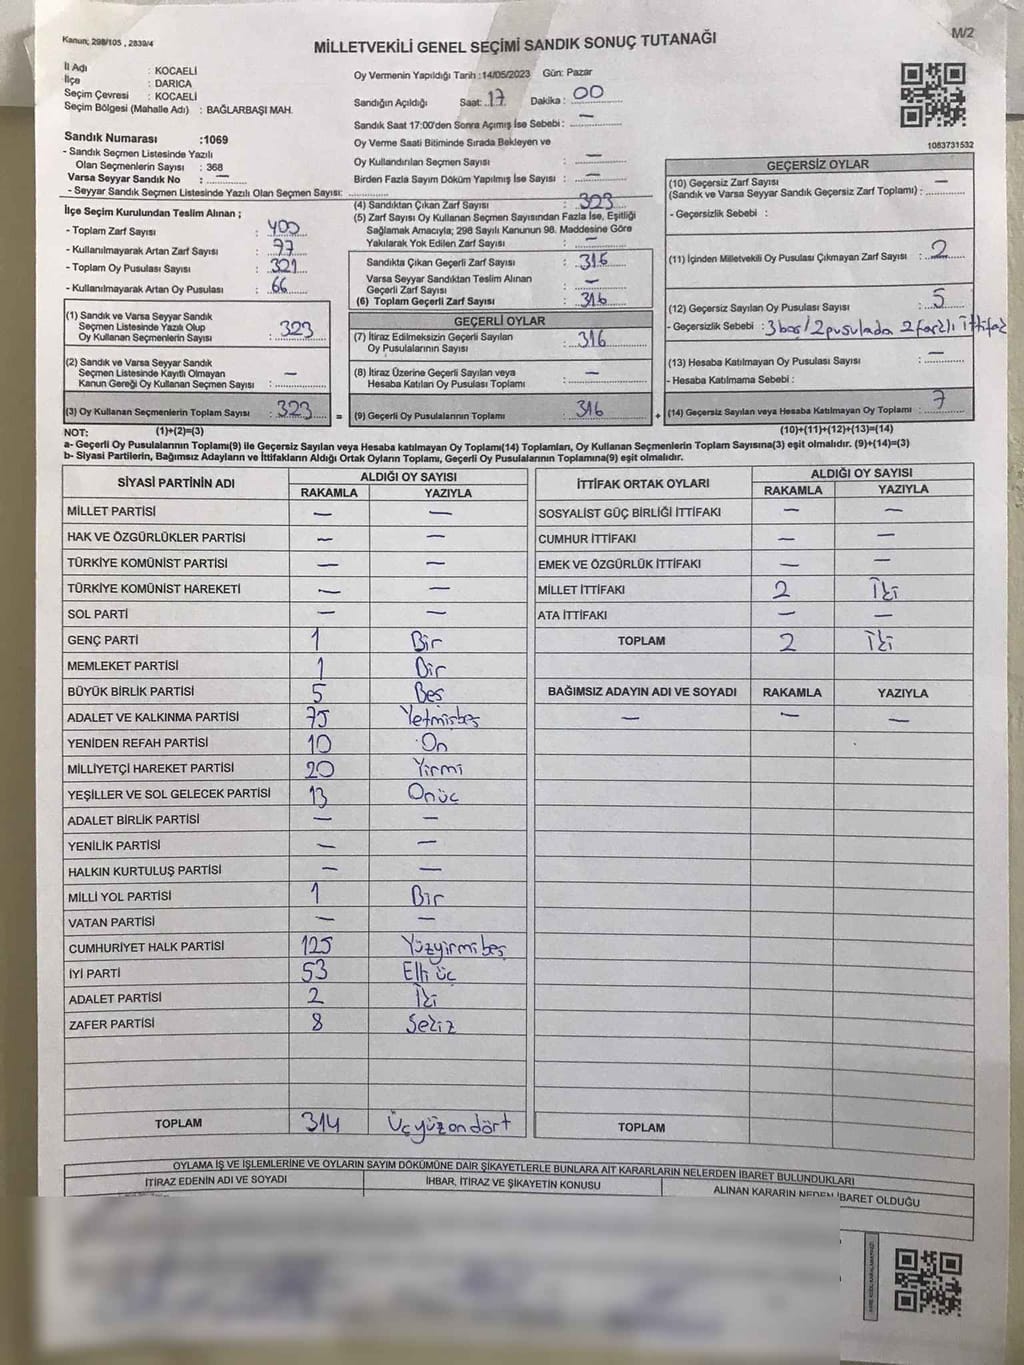 Kanun; 298/105 , 2839/4
M/2
MİLLETVEKİLİ GENEL SEÇİMİ SANDIK SONUÇ TUTANAĞI
İl Adı : KOCAELİ
İlçe : DARICA
Seçim Çevresi : KOCAELİ
Seçim Bölgesi (Mahalle Adı) : BAĞLARBAŞI MAH.
Sandık Numarası :1069
- Sandık Seçmen Listesinde Yazılı
Olan Seçmenlerin Sayısı : 368
Varsa Seyyar Sandık No : —
- Seyyar Sandık Seçmen Listesinde Yazılı Olan Seçmen Sayısı:
Oy Vermenin Yapıldığı Tarih :14/05/2023 Gün: Pazar
Sandığın Açıldığı Saat: 17 Dakika : 00
Sandık Saat 17:00'den Sonra Açımış İse Sebebi : —
Oy Verme Saati Bitiminde Sırada Bekleyen ve
Oy Kullandırılan Seçmen Sayısı : —
Birden Fazla Sayım Döküm Yapılmış İse Sayısı : —
1083731532
İlçe Seçim Kurulundan Teslim Alınan ;
- Toplam Zarf Sayısı : 400
- Kullanılmayarak Artan Zarf Sayısı : 77
- Toplam Oy Pusulası Sayısı : 321
- Kullanılmayarak Artan Oy Pusulası : 66
(1) Sandık ve Varsa Seyyar Sandık
Seçmen Listesinde Yazılı Olup
Oy Kullanan Seçmenlerin Sayısı : 323
(2) Sandık ve Varsa Seyyar Sandık
Seçmen Listesinde Kayıtlı Olmayan
Kanun Gereği Oy Kullanan Seçmen Sayısı : —
(3) Oy Kullanan Seçmenlerin Toplam Sayısı : 323
(4) Sandıktan Çıkan Zarf Sayısı : 323
(5) Zarf Sayısı Oy Kullanan Seçmen Sayısından Fazla İse, Eşitliği
Sağlamak Amacıyla; 298 Sayılı Kanunun 98. Maddesine Göre
Yakılarak Yok Edilen Zarf Sayısı : —
Sandıkta Çıkan Geçerli Zarf Sayısı : 316
Varsa Seyyar Sandıktan Teslim Alınan
Geçerli Zarf Sayısı : —
(6) Toplam Geçerli Zarf Sayısı : 316
GEÇERLİ OYLAR
(7) İtiraz Edilmeksizin Geçerli Sayılan
Oy Pusulalarının Sayısı : 316
(8) İtiraz Üzerine Geçerli Sayılan veya
Hesaba Katılan Oy Pusulası Toplamı : —
= (9) Geçerli Oy Pusulalarının Toplamı : 316
GEÇERSİZ OYLAR
(10) Geçersiz Zarf Sayısı
(Sandık ve Varsa Seyyar Sandık Geçersiz Zarf Toplamı) : —
- Geçersizlik Sebebi :
(11) İçinden Milletvekili Oy Pusulası Çıkmayan Zarf Sayısı : 2
(12) Geçersiz Sayılan Oy Pusulası Sayısı : 5
- Geçersizlik Sebebi : 3 boş / 2 pusulada 2 farklı ittifak
(13) Hesaba Katılmayan Oy Pusulası Sayısı : —
- Hesaba Katılmama Sebebi :
+ (14) Geçersiz Sayılan veya Hesaba Katılmayan Oy Toplamı : 7
NOT: (1)+(2)=(3) (10)+(11)+(12)+(13)=(14)
a- Geçerli Oy Pusulalarının Toplamı(9) ile Geçersiz Sayılan veya Hesaba katılmayan Oy Toplamı(14) Toplamları, Oy Kullanan Seçmenlerin Toplam Sayısına(3) eşit olmalıdır. (9)+(14)=(3)
b- Siyasi Partilerin, Bağımsız Adayların ve İttifakların Aldığı Ortak Oyların Toplamı, Geçerli Oy Pusulalarının Toplamına(9) eşit olmalıdır.
SİYASİ PARTİNİN ADI ALDIĞI OY SAYISI
RAKAMLA YAZIYLA
MİLLET PARTİSİ — —
HAK VE ÖZGÜRLÜKLER PARTİSİ — —
TÜRKİYE KOMÜNİST PARTİSİ — —
TÜRKİYE KOMÜNİST HAREKETİ — —
SOL PARTİ — —
GENÇ PARTİ 1 Bir
MEMLEKET PARTİSİ 1 Bir
BÜYÜK BİRLİK PARTİSİ 5 Beş
ADALET VE KALKINMA PARTİSİ 75 Yetmişbeş
YENİDEN REFAH PARTİSİ 10 On
MİLLİYETÇİ HAREKET PARTİSİ 20 Yirmi
YEŞİLLER VE SOL GELECEK PARTİSİ 13 Onüç
ADALET BİRLİK PARTİSİ — —
YENİLİK PARTİSİ — —
HALKIN KURTULUŞ PARTİSİ — —
MİLLİ YOL PARTİSİ 1 Bir
VATAN PARTİSİ — —
CUMHURİYET HALK PARTİSİ 125 Yüzyirmibeş
İYİ PARTİ 53 Elli üç
ADALET PARTİSİ 2 İki
ZAFER PARTİSİ 8 Sekiz
TOPLAM 314 Üçyüzondört
İTTİFAK ORTAK OYLARI ALDIĞI OY SAYISI
RAKAMLA YAZIYLA
SOSYALİST GÜÇ BİRLİĞİ İTTİFAKI — —
CUMHUR İTTİFAKI — —
EMEK VE ÖZGÜRLÜK İTTİFAKI — —
MİLLET İTTİFAKI 2 İki
ATA İTTİFAKI — —
TOPLAM 2 İki
BAĞIMSIZ ADAYIN ADI VE SOYADI RAKAMLA YAZIYLA
— — —
TOPLAM
OYLAMA İŞ VE İŞLEMLERİNE VE OYLARIN SAYIM DÖKÜMÜNE DAİR ŞİKAYETLERLE BUNLARA AİT KARARLARIN NELERDEN İBARET BULUNDUKLARI
İTİRAZ EDENİN ADI VE SOYADI İHBAR, İTİRAZ VE ŞİKAYETİN KONUSU ALINAN KARARIN NEDEN İBARET OLDUĞU